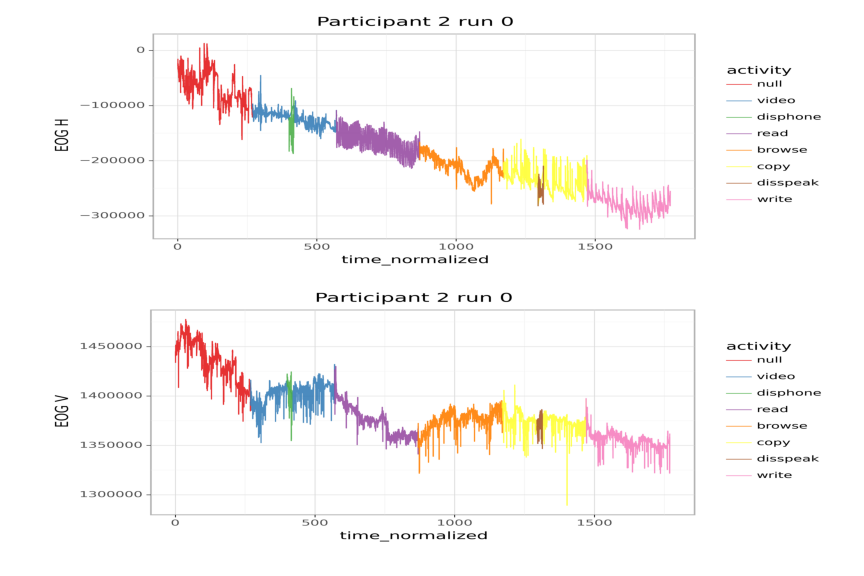 Participant 2 run 0
EOG H
0
−100000
−200000
−300000
0 500 1000 1500
time_normalized
activity
null
video
disphone
read
browse
copy
disspeak
write
Participant 2 run 0
EOG V
1450000
1400000
1350000
1300000
0 500 1000 1500
time_normalized
activity
null
video
disphone
read
browse
copy
disspeak
write